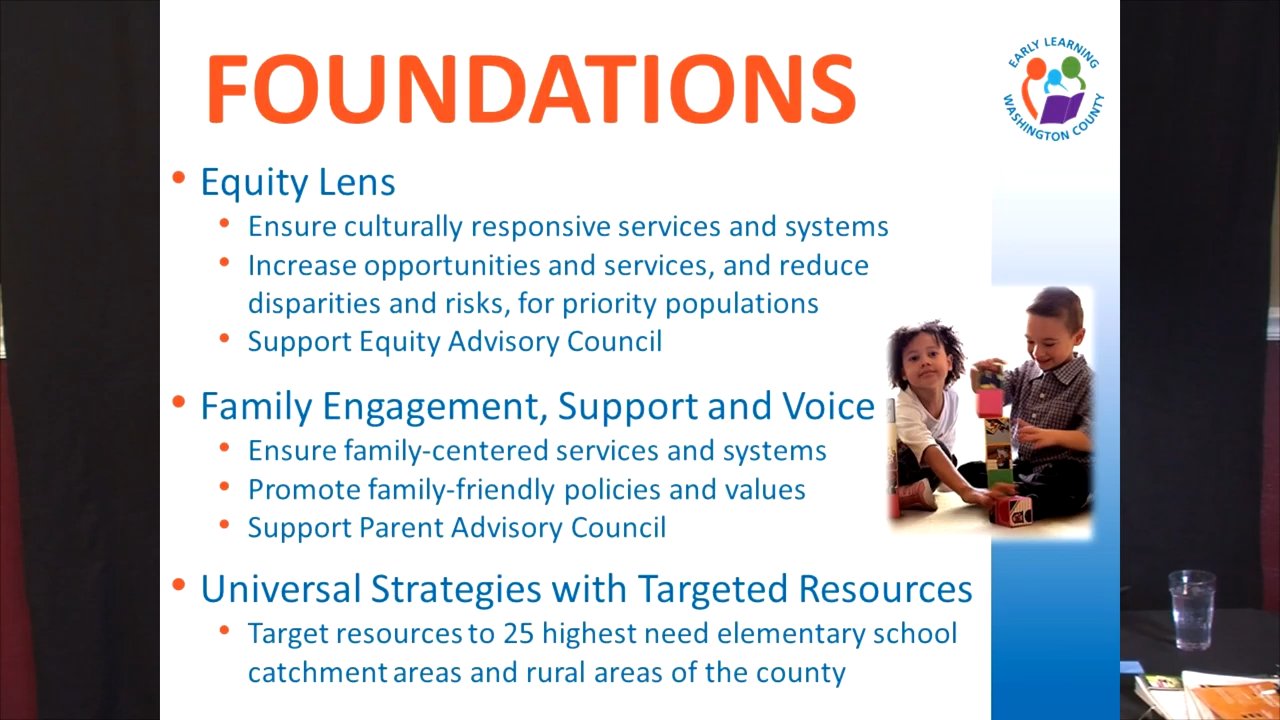 FOUNDATIONS
EARLY LEARNING
WASHINGTON COUNTY
• Equity Lens
• Ensure culturally responsive services and systems
• Increase opportunities and services, and reduce
disparities and risks, for priority populations
• Support Equity Advisory Council
• Family Engagement, Support and Voice
• Ensure family-centered services and systems
• Promote family-friendly policies and values
• Support Parent Advisory Council
• Universal Strategies with Targeted Resources
• Target resources to 25 highest need elementary school
catchment areas and rural areas of the county